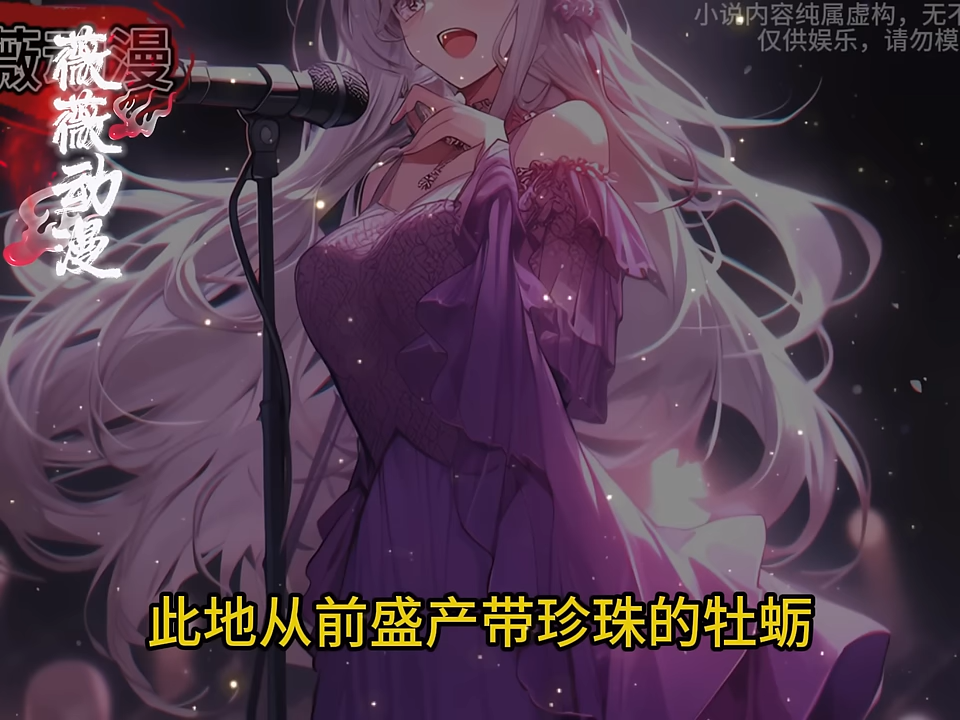 小说内容纯属虚构，无不
仅供娱乐，请勿模
薇薇动漫
漫
此地从前盛产带珍珠的牡蛎